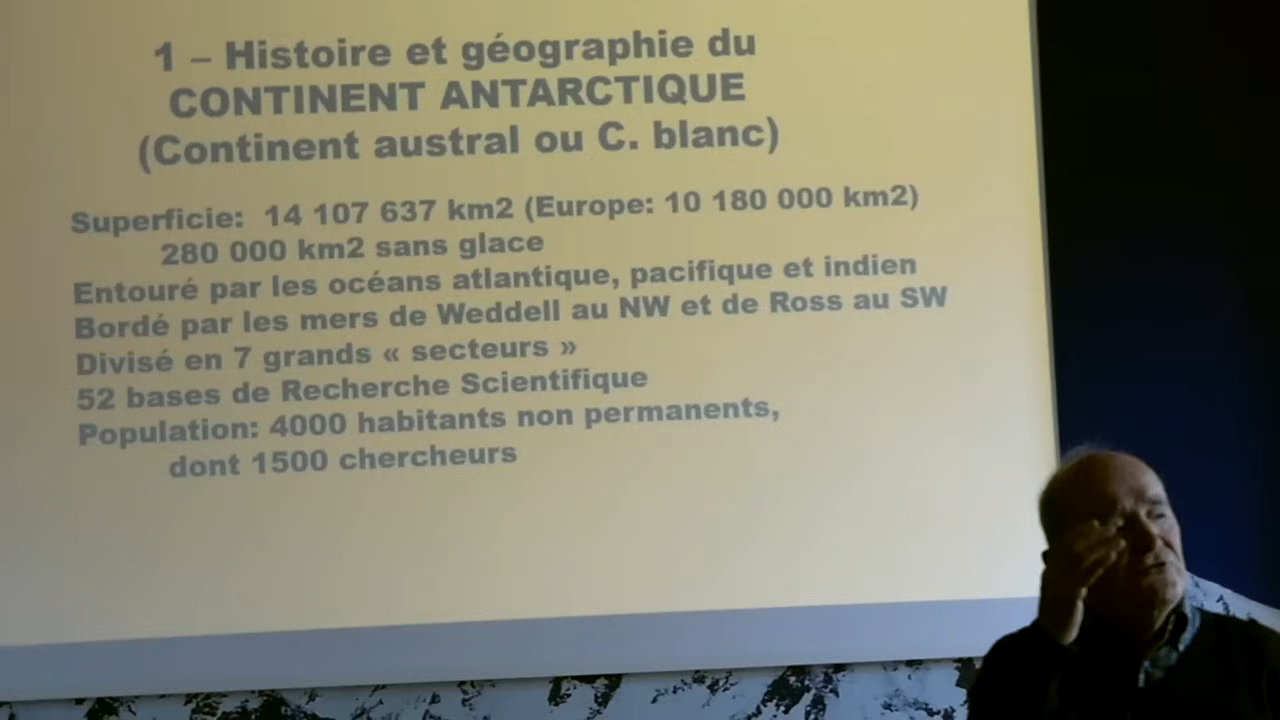 1 – Histoire et géographie du
CONTINENT ANTARCTIQUE
(Continent austral ou C. blanc)
Superficie: 14 107 637 km2 (Europe: 10 180 000 km2)
280 000 km2 sans glace
Entouré par les océans atlantique, pacifique et indien
Bordé par les mers de Weddell au NW et de Ross au SW
Divisé en 7 grands « secteurs »
52 bases de Recherche Scientifique
Population: 4000 habitants non permanents,
dont 1500 chercheurs